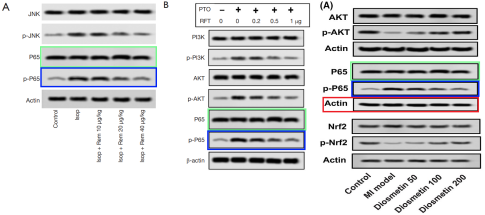 A
JNK
p-JNK
P65
p-P65
Actin
Control
Isop
Isop + Rem 10 μg/kg
Isop + Rem 20 μg/kg
Isop + Rem 40 μg/kg
B
PTO − + + + +
RFT 0 0 0.2 0.5 1 μg
PI3K
p-PI3K
AKT
p-AKT
P65
p-P65
β-actin
(A)
AKT
p-AKT
Actin
P65
p-P65
Actin
Nrf2
p-Nrf2
Actin
Control
MI model
Diosmetin 50
Diosmetin 100
Diosmetin 200